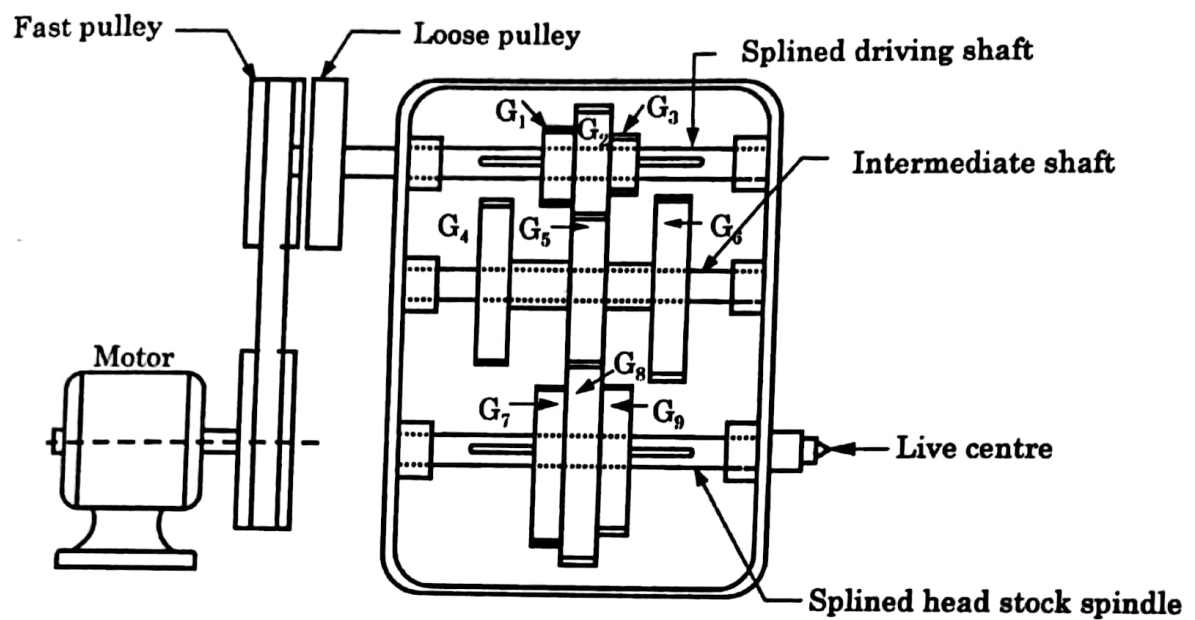 Fast pulley
Loose pulley
Splined driving shaft
G₁
G₂
G₃
Intermediate shaft
G₄
G₅
G₆
Motor
G₈
G₇
G₉
Live centre
Splined head stock spindle